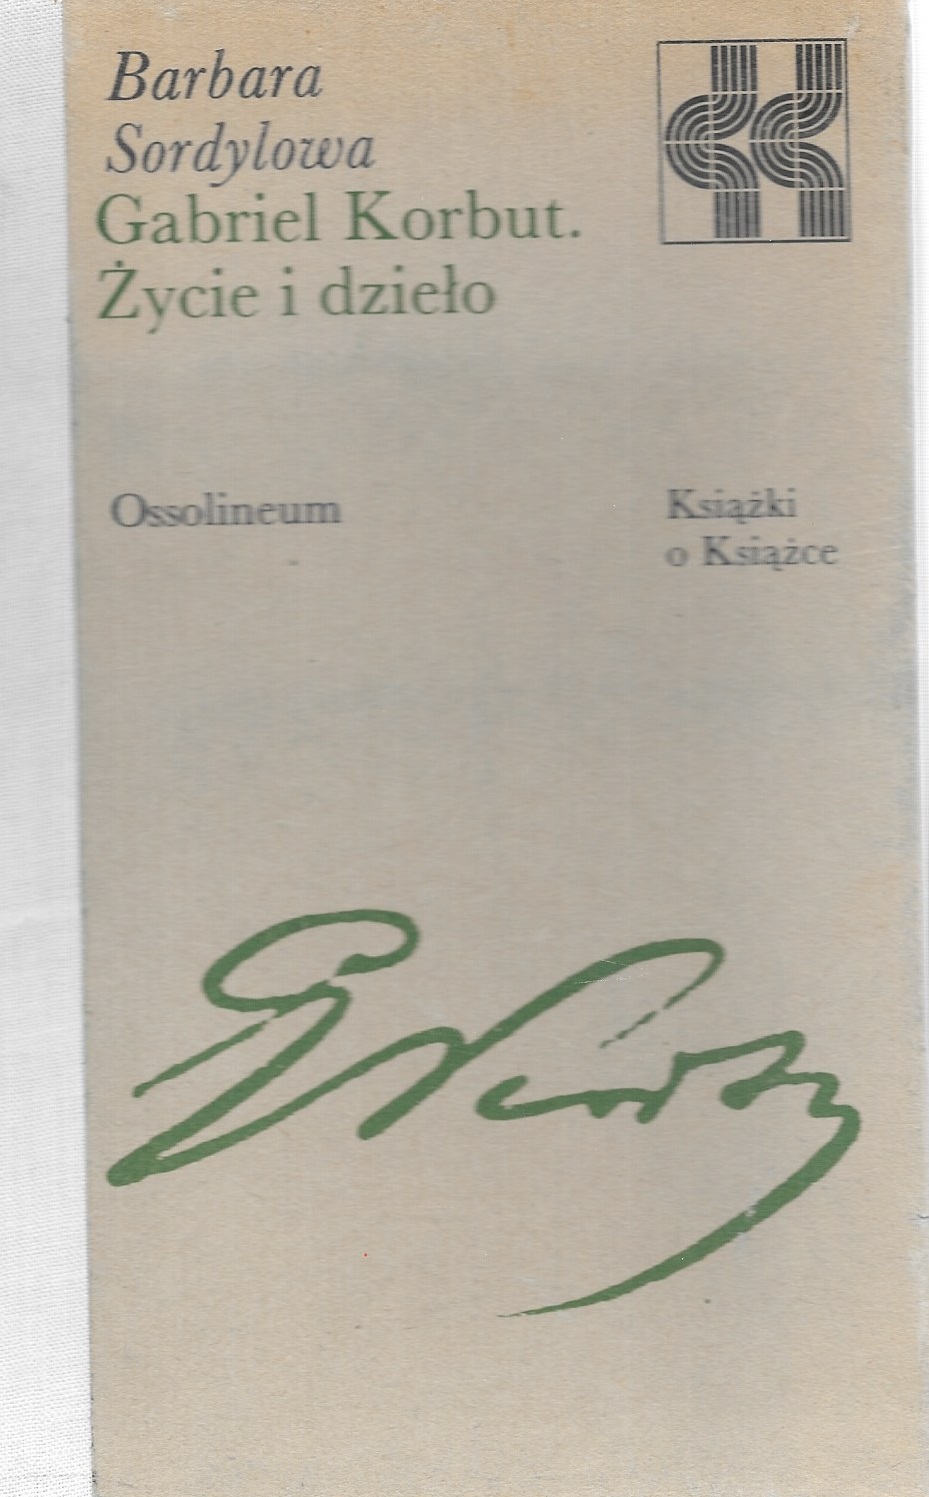 Barbara
Sordylowa
Gabriel Korbut.
Życie i dzieło
Ossolineum
Książki
o Książce